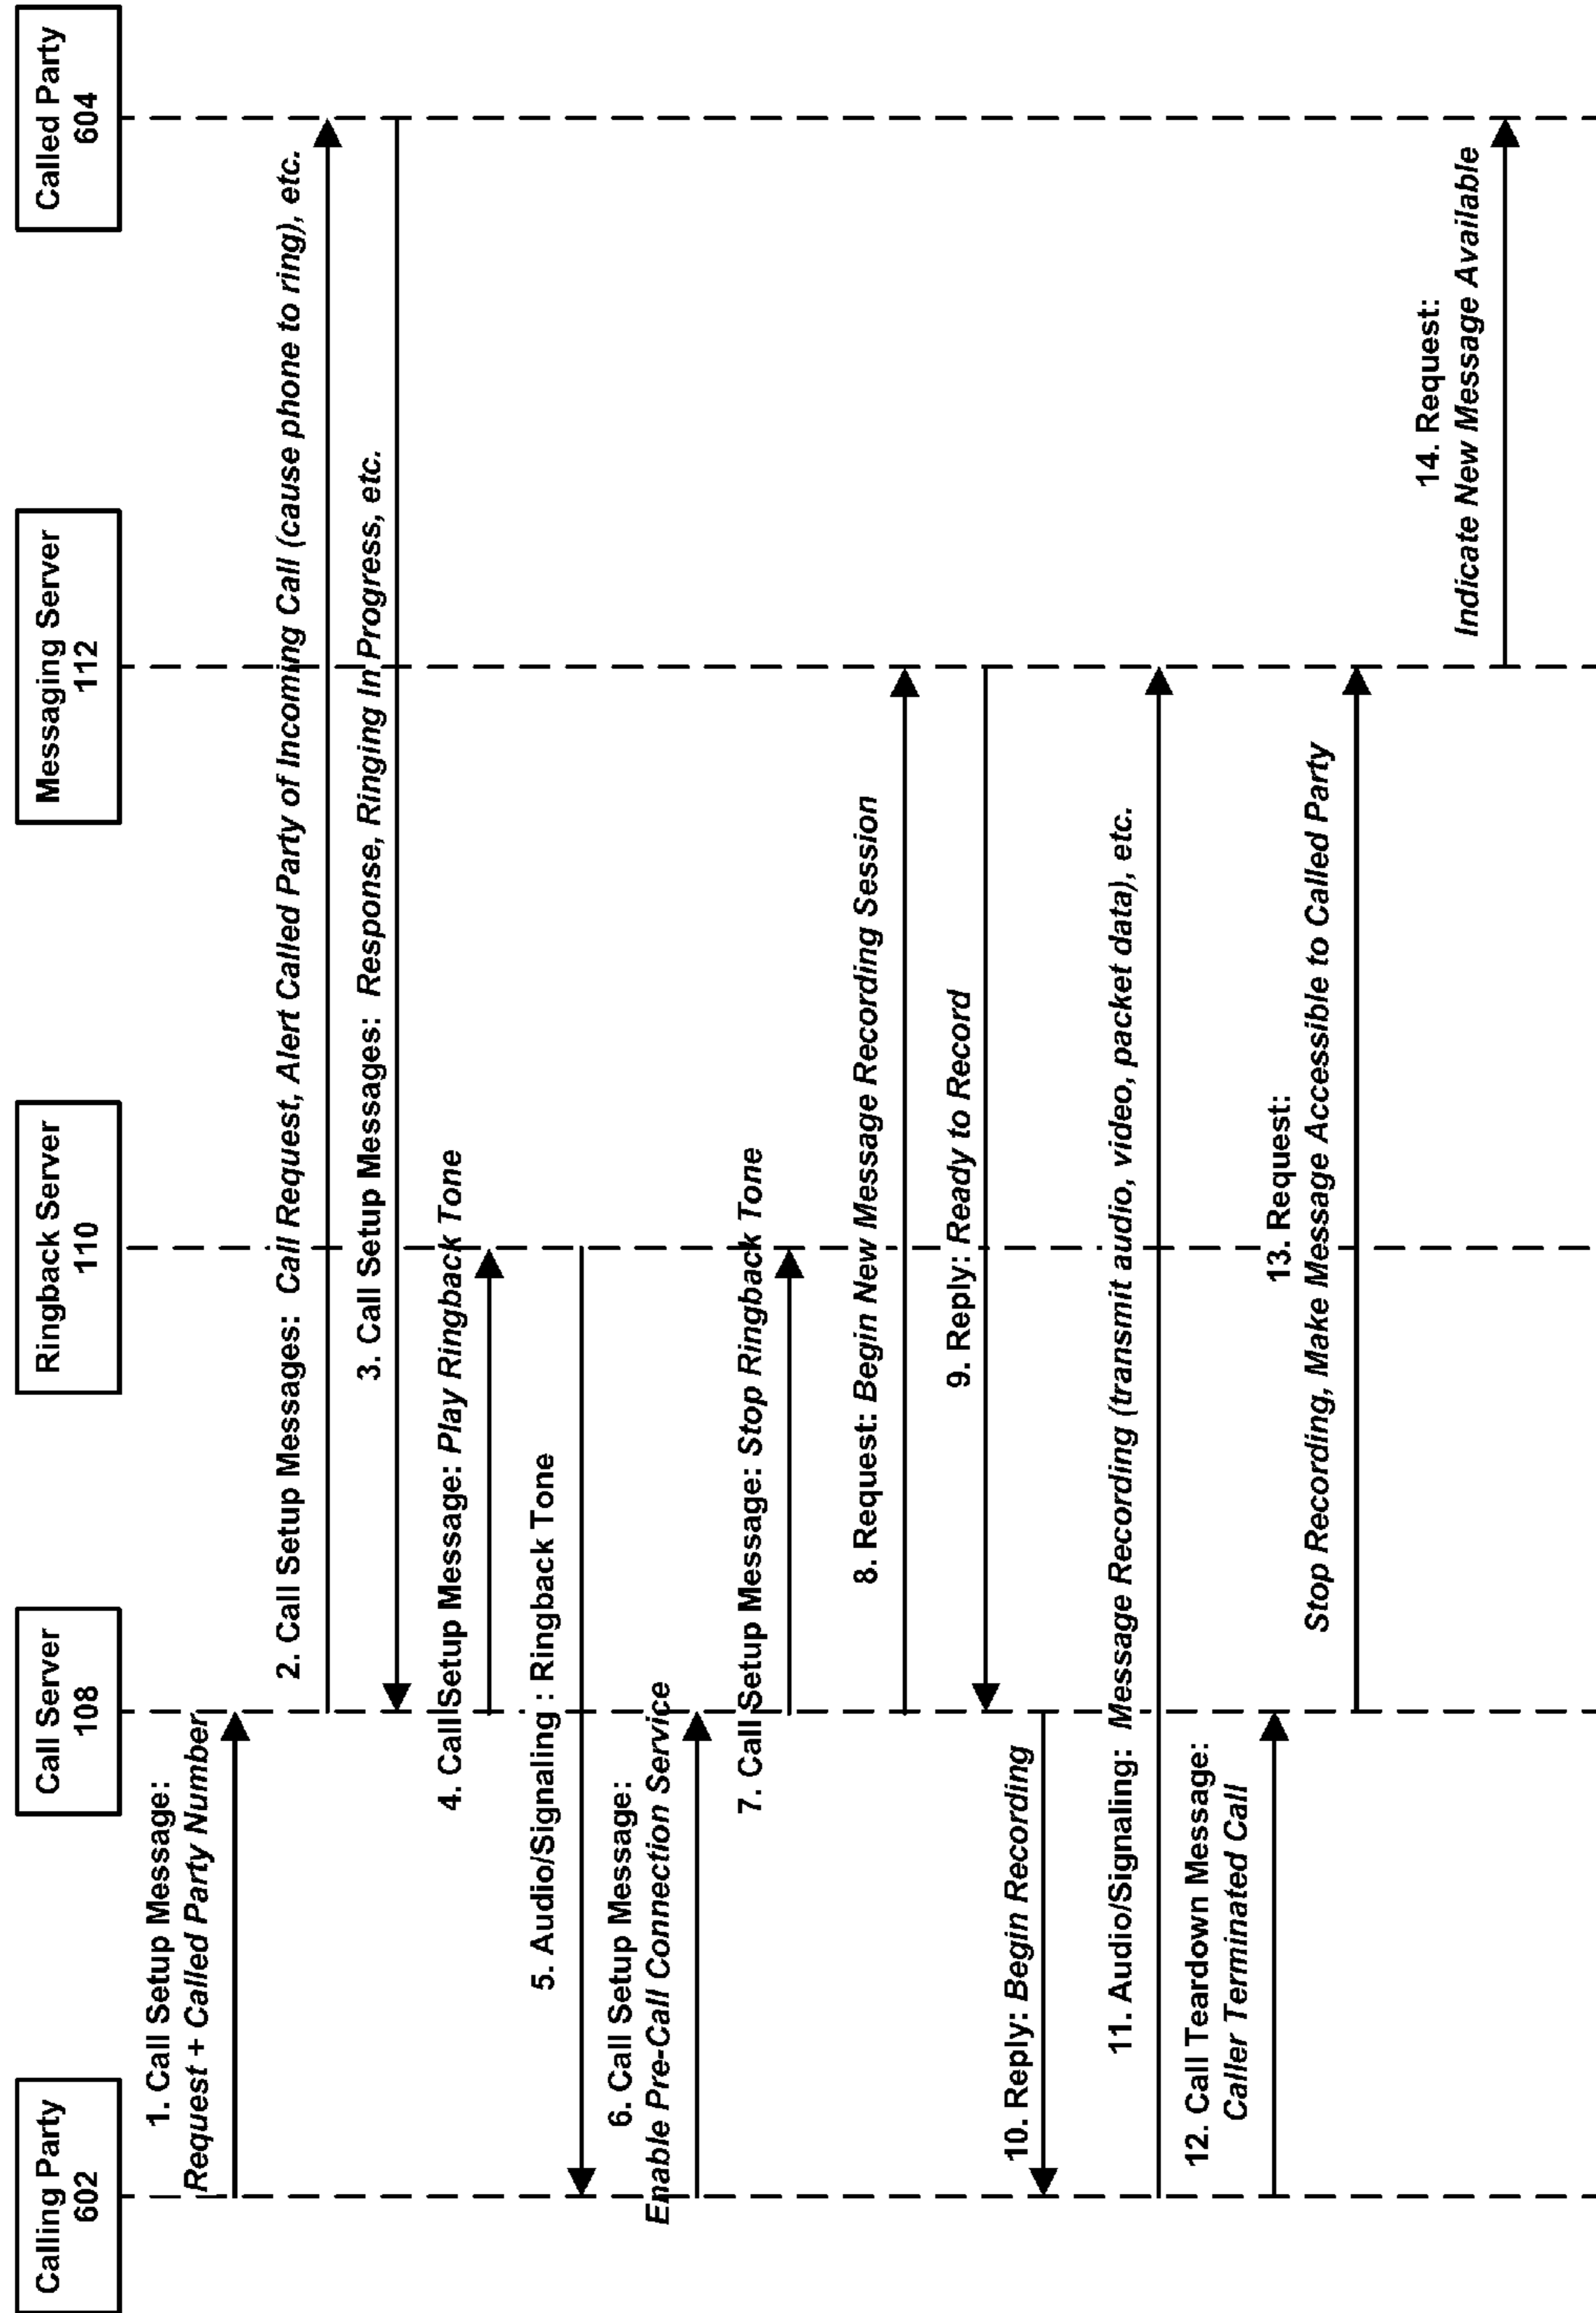 Calling Party
602
Call Server
108
Ringback Server
110
Messaging Server
112
Called Party
604
1. Call Setup Message:
Request + Called Party Number
2. Call Setup Messages: Call Request, Alert Called Party of Incoming Call (cause phone to ring), etc.
3. Call Setup Messages: Response, Ringing In Progress, etc.
4. Call Setup Message: Play Ringback Tone
5. Audio/Signaling : Ringback Tone
6. Call Setup Message:
Enable Pre-Call Connection Service
7. Call Setup Message: Stop Ringback Tone
8. Request: Begin New Message Recording Session
9. Reply: Ready to Record
10. Reply: Begin Recording
11. Audio/Signaling: Message Recording (transmit audio, video, packet data), etc.
12. Call Teardown Message:
Caller Terminated Call
13. Request:
Stop Recording, Make Message Accessible to Called Party
14. Request:
Indicate New Message Available